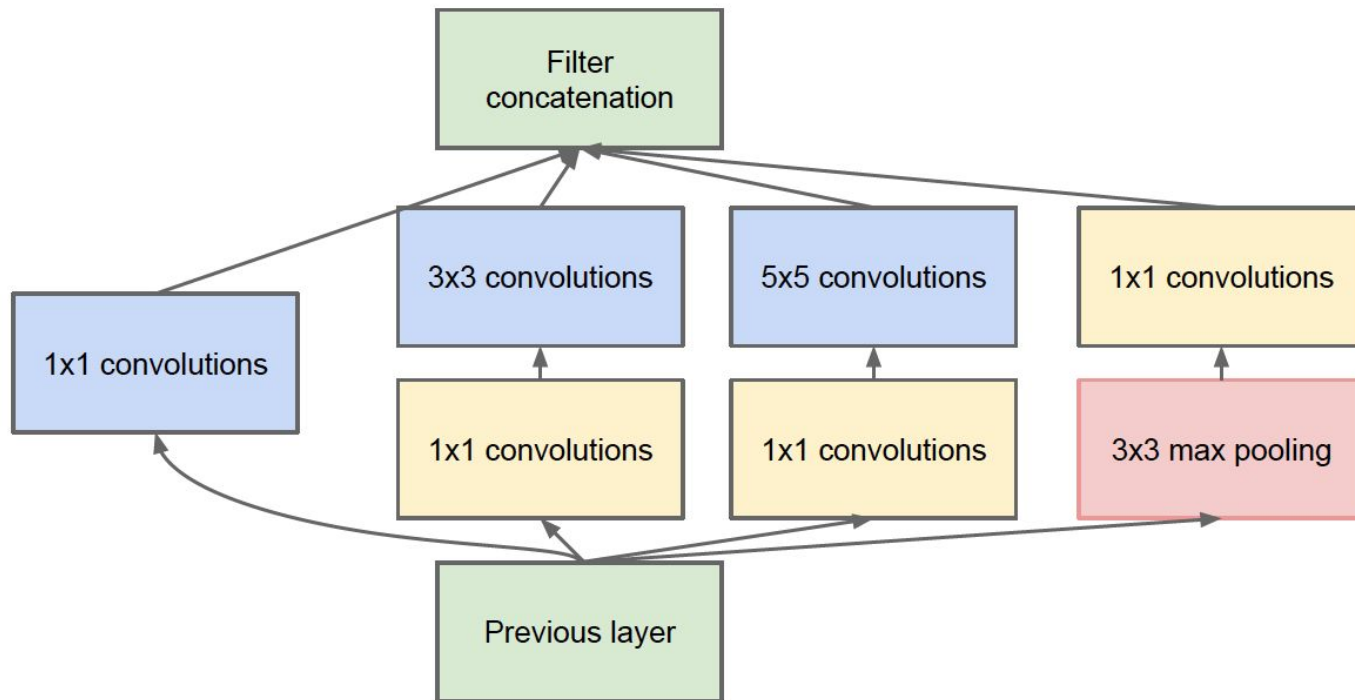 Filter
concatenation
3x3 convolutions
5x5 convolutions
1x1 convolutions
1x1 convolutions
1x1 convolutions
1x1 convolutions
3x3 max pooling
Previous layer